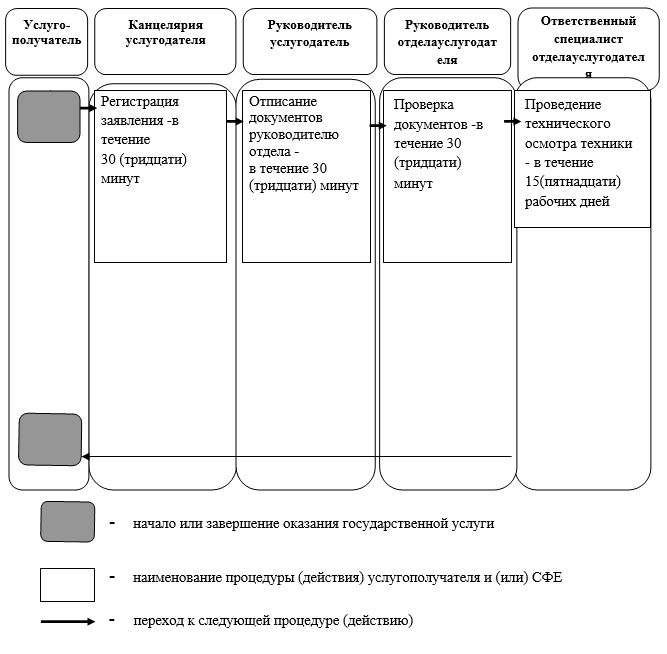 Услуго-
получатель
Канцелярия
услугодателя
Руководитель
услугодатель
Руководитель
отделауслугодат
еля
Ответственный
специалист
отделауслугодател
я
Регистрация
заявления -в
течение
30 (тридцати)
минут
Отписание
документов
руководителю
отдела -
в течение 30
(тридцати) минут
Проверка
документов -в
течение 30
(тридцати)
минут
Проведение
технического
осмотра техники
- в течение
15(пятнадцати)
рабочих дней
- начало или завершение оказания государственной услуги
- наименование процедуры (действия) услугополучателя и (или) СФЕ
- переход к следующей процедуре (действию)